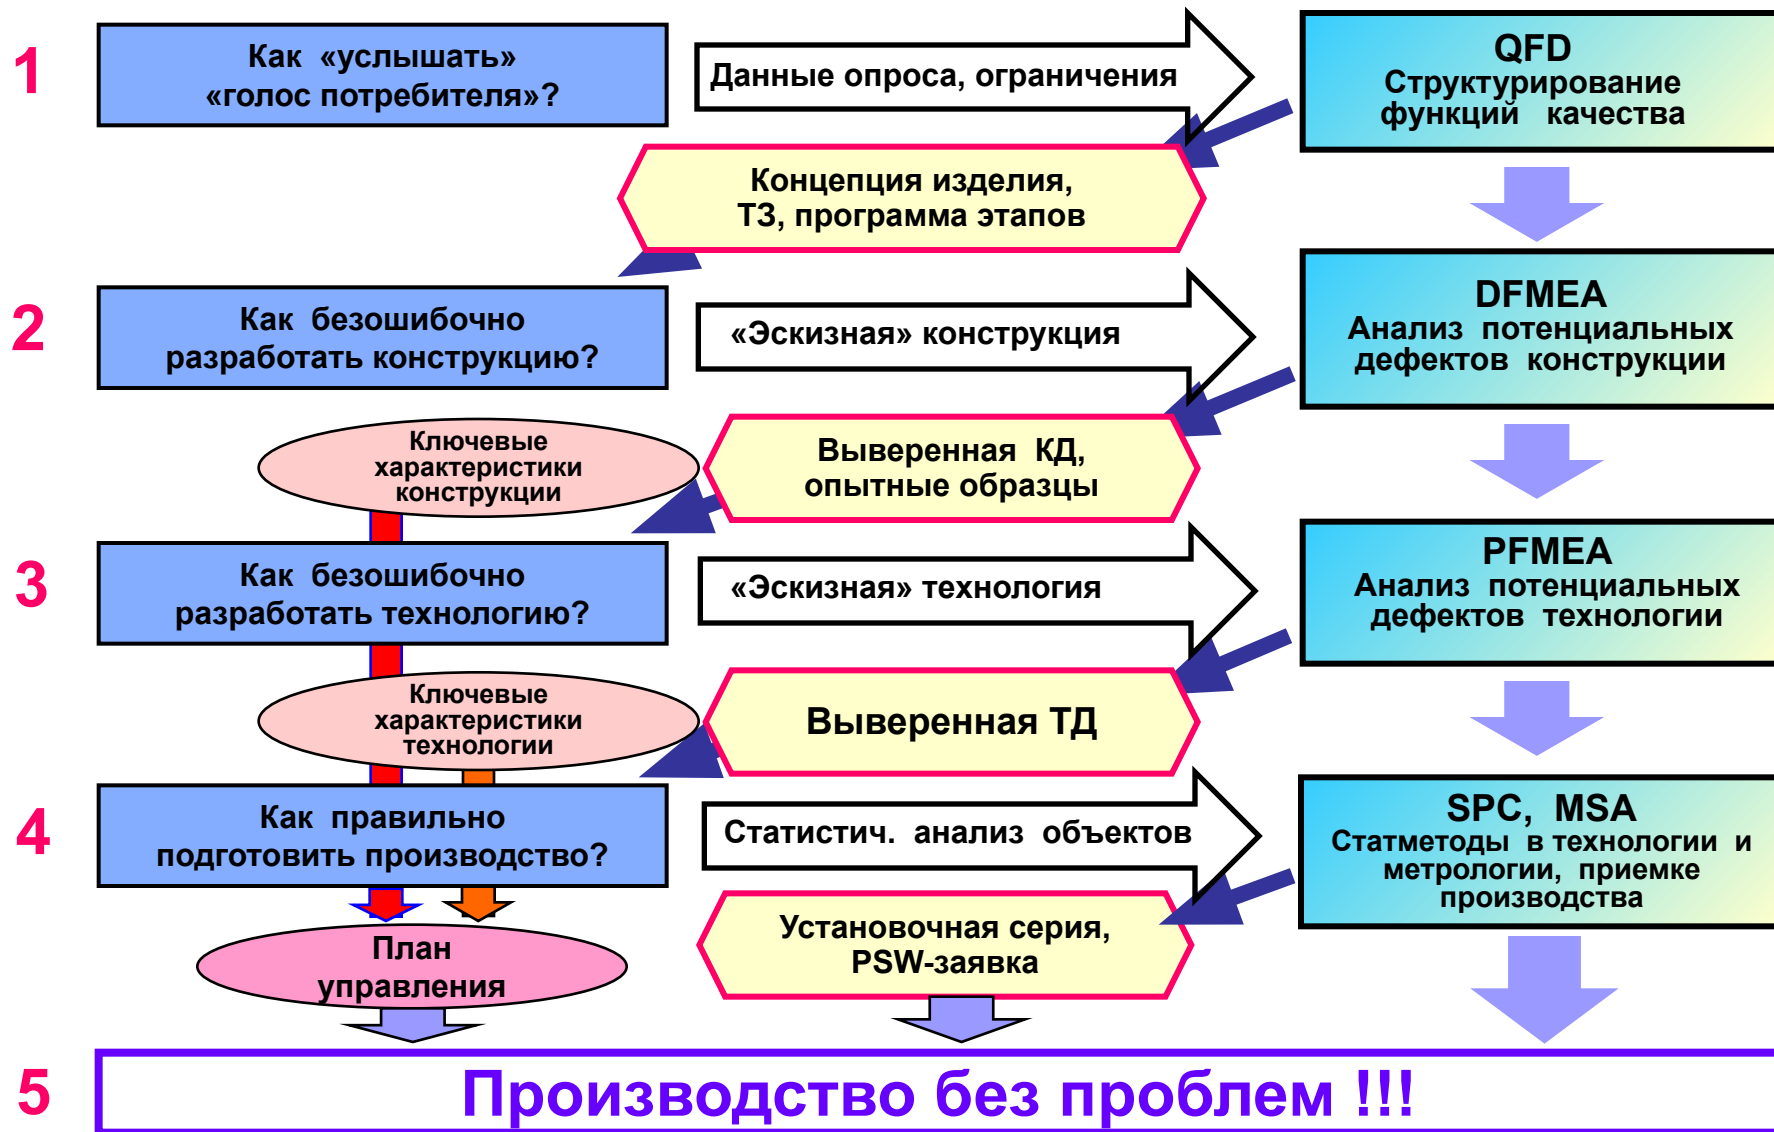 1
Как «услышать»
«голос потребителя»?
Данные опроса, ограничения
QFD
Структурирование
функций качества
Концепция изделия,
ТЗ, программа этапов
2
Как безошибочно
разработать конструкцию?
«Эскизная» конструкция
DFMEA
Анализ потенциальных
дефектов конструкции
Ключевые
характеристики
конструкции
Выверенная КД,
опытные образцы
3
Как безошибочно
разработать технологию?
«Эскизная» технология
PFMEA
Анализ потенциальных
дефектов технологии
Ключевые
характеристики
технологии
Выверенная ТД
4
Как правильно
подготовить производство?
Статистич. анализ объектов
SPC, MSA
Статметоды в технологии и
метрологии, приемке
производства
План
управления
Установочная серия,
PSW-заявка
5
Производство без проблем !!!